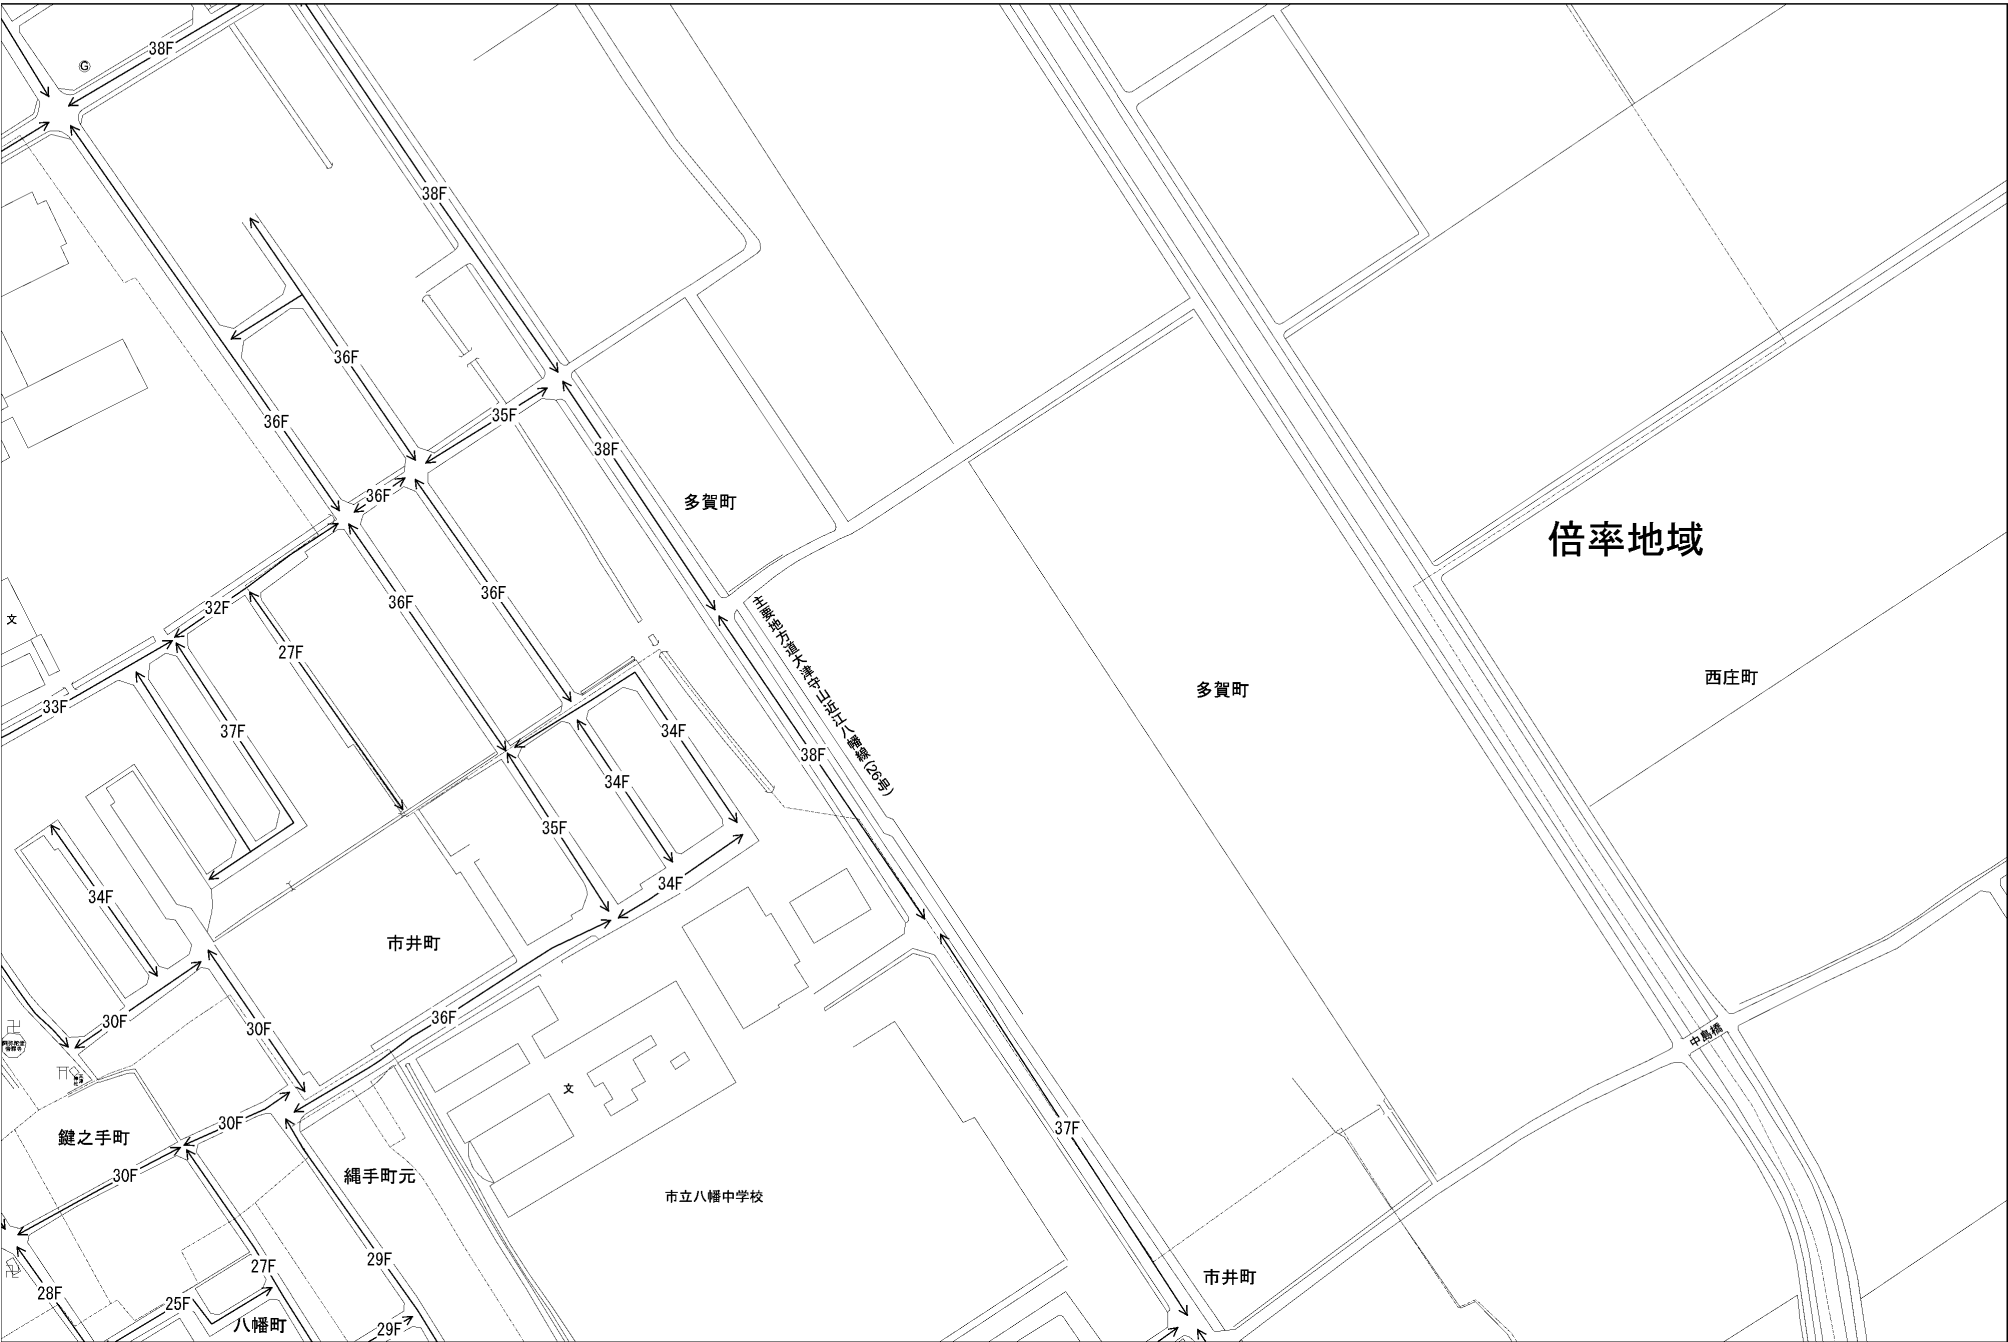 38F
G
38F
36F
36F
35F
38F
36F
多賀町
倍率地域
36F
36F
32F
文
27F
主要地方道大津守山近江八幡線(26号)
西庄町
多賀町
33F
37F
34F
38F
34F
35F
34F
34F
市井町
36F
30F
30F
中島橋
文
30F
37F
鍵之手町
30F
縄手町元
市立八幡中学校
29F
27F
市井町
28F
25F
八幡町
29F